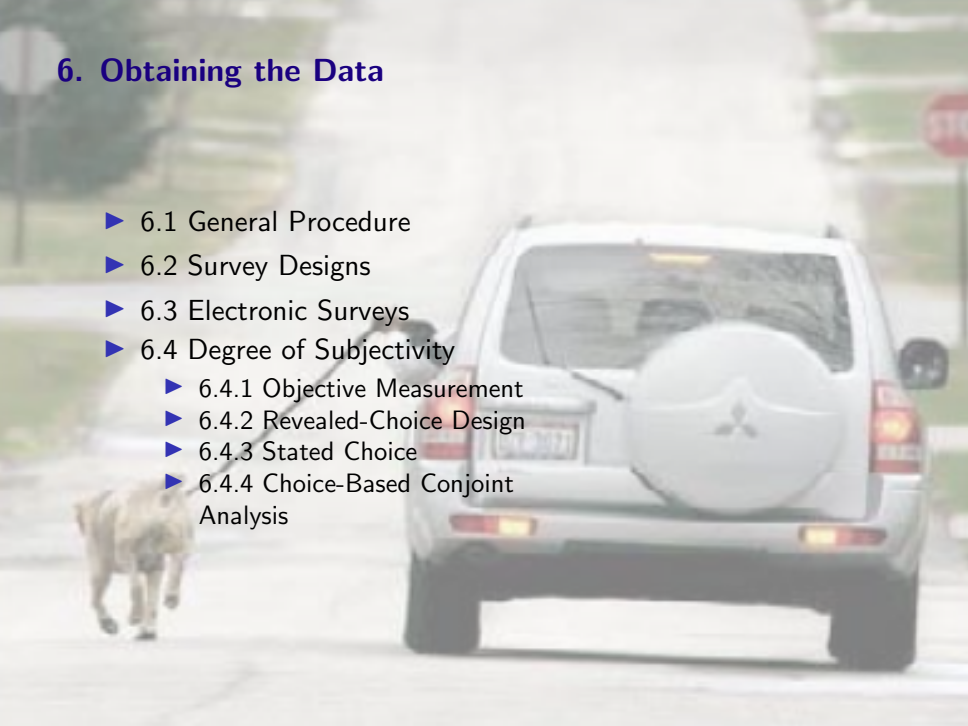 6. Obtaining the Data
STO
▶ 6.1 General Procedure
▶ 6.2 Survey Designs
▶ 6.3 Electronic Surveys
▶ 6.4 Degree of Subjectivity
▶ 6.4.1 Objective Measurement
▶ 6.4.2 Revealed-Choice Design
▶ 6.4.3 Stated Choice
▶ 6.4.4 Choice-Based Conjoint
Analysis